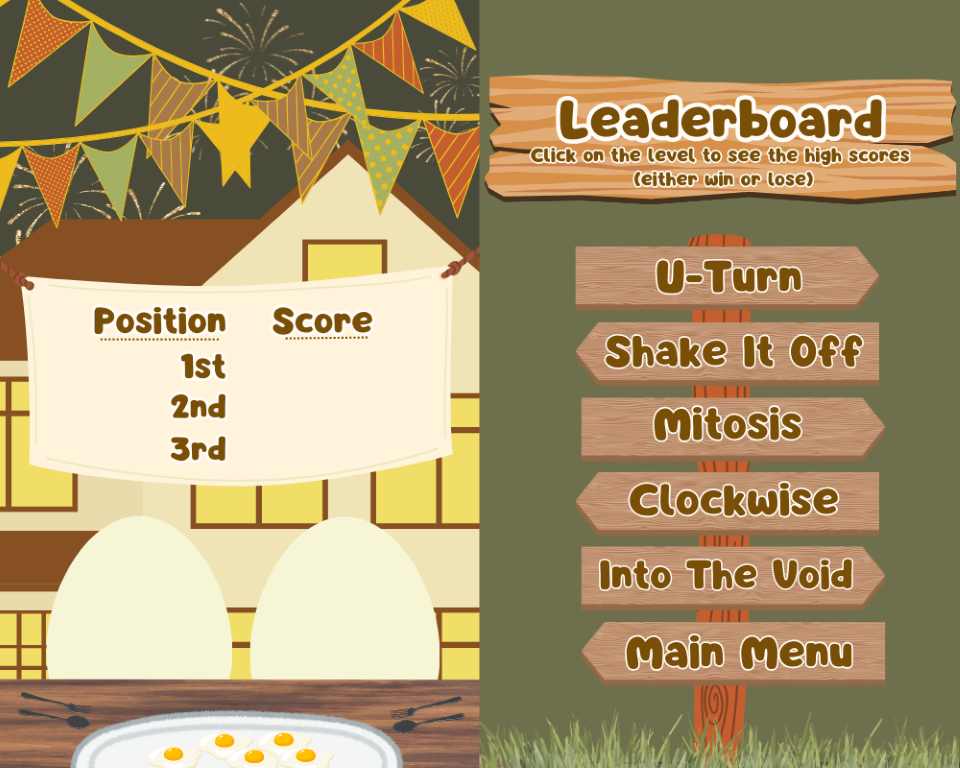 Position Score
1st
2nd
3rd
Leaderboard
Click on the level to see the high scores
(either win or lose)
U-Turn
Shake It Off
Mitosis
Clockwise
Into The Void
Main Menu